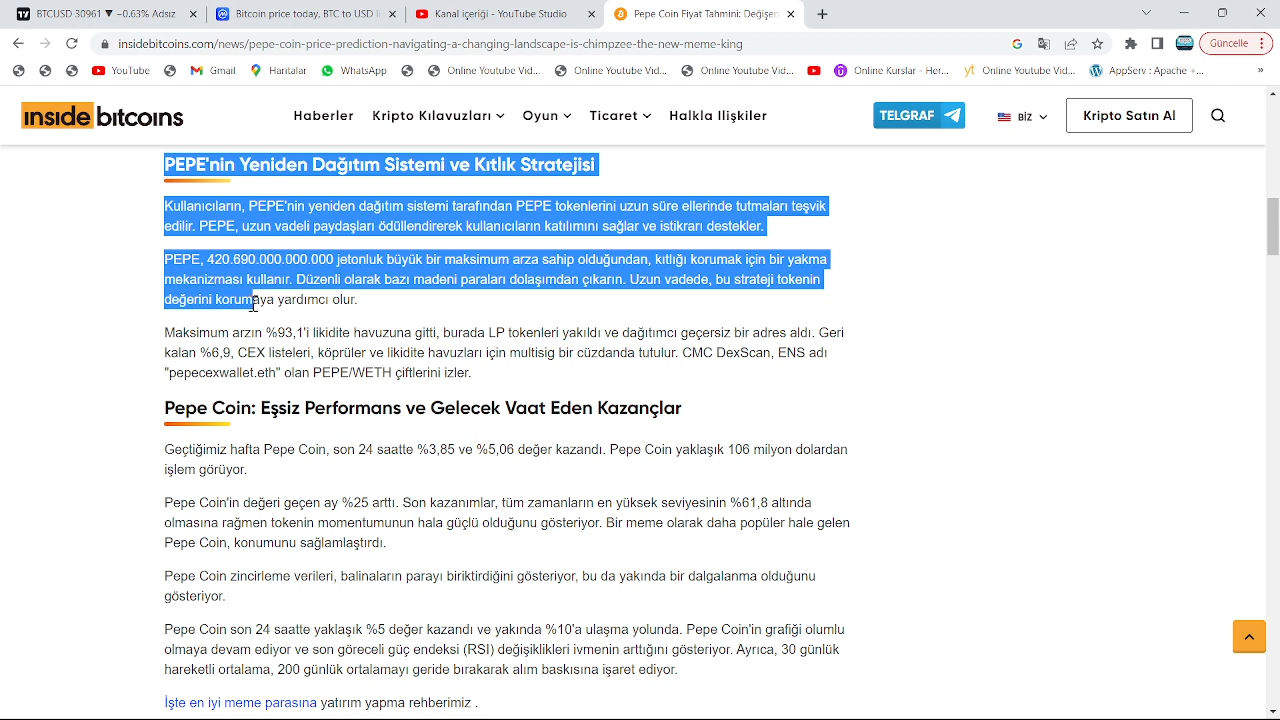 BTCUSD 30961 ▼ −0.63% Adsız
Bitcoin price today, BTC to USD li
Kanal içeriği - YouTube Studio
Pepe Coin Fiyat Tahmini: Değişen
insidebitcoins.com/news/pepe-coin-price-prediction-navigating-a-changing-landscape-is-chimpzee-the-new-meme-king
Güncelle
YouTube
Gmail
Haritalar
WhatsApp
Online Youtube Vid...
Online Youtube Vid...
Online Youtube Vid...
Online Kurslar - Her...
Online Youtube Vid...
AppServ : Apache +...
»
inside bitcoins
Haberler
Kripto Kılavuzları
Oyun
Ticaret
Halkla Ilişkiler
TELGRAF
BİZ
Kripto Satın Al
PEPE'nin Yeniden Dağıtım Sistemi ve Kıtlık Stratejisi
Kullanıcıların, PEPE'nin yeniden dağıtım sistemi tarafından PEPE tokenlerini uzun süre ellerinde tutmaları teşvik
edilir. PEPE, uzun vadeli paydaşları ödüllendirerek kullanıcıların katılımını sağlar ve istikrarı destekler.
PEPE, 420.690.000.000.000 jetonluk büyük bir maksimum arza sahip olduğundan, kıtlığı korumak için bir yakma
mekanizması kullanır. Düzenli olarak bazı madeni paraları dolaşımdan çıkarın. Uzun vadede, bu strateji tokenin
değerini korumaya yardımcı olur.
Maksimum arzın %93,1'i likidite havuzuna gitti, burada LP tokenleri yakıldı ve dağıtımcı geçersiz bir adres aldı. Geri
kalan %6,9, CEX listeleri, köprüler ve likidite havuzları için multisig bir cüzdanda tutulur. CMC DexScan, ENS adı
"pepecexwallet.eth" olan PEPE/WETH çiftlerini izler.
Pepe Coin: Eşsiz Performans ve Gelecek Vaat Eden Kazançlar
Geçtiğimiz hafta Pepe Coin, son 24 saatte %3,85 ve %5,06 değer kazandı. Pepe Coin yaklaşık 106 milyon dolardan
işlem görüyor.
Pepe Coin'in değeri geçen ay %25 arttı. Son kazanımlar, tüm zamanların en yüksek seviyesinin %61,8 altında
olmasına rağmen tokenin momentumunun hala güçlü olduğunu gösteriyor. Bir meme olarak daha popüler hale gelen
Pepe Coin, konumunu sağlamlaştırdı.
Pepe Coin zincirleme verileri, balinaların parayı biriktirdiğini gösteriyor, bu da yakında bir dalgalanma olduğunu
gösteriyor.
Pepe Coin son 24 saatte yaklaşık %5 değer kazandı ve yakında %10'a ulaşma yolunda. Pepe Coin'in grafiği olumlu
olmaya devam ediyor ve son göreceli güç endeksi (RSI) değişiklikleri ivmenin arttığını gösteriyor. Ayrıca, 30 günlük
hareketli ortalama, 200 günlük ortalamayı geride bırakarak alım baskısına işaret ediyor.
İşte en iyi meme parasına yatırım yapma rehberimiz .